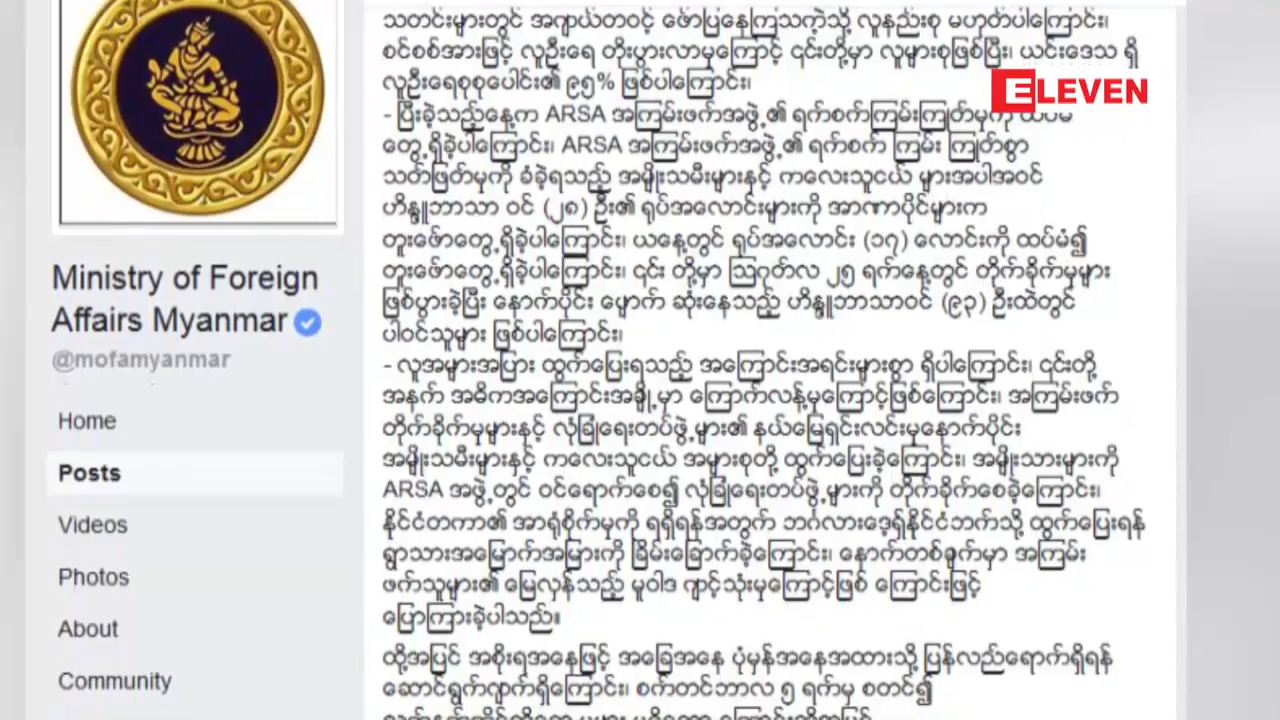 Ministry of Foreign
Affairs Myanmar
@mofamyanmar
Home
Posts
Videos
Photos
About
Community
ELEVEN
သတင်းများတွင် အကျယ်တဝင့် ဖော်ပြနေကြသကဲ့သို့ လူနည်းစု မဟုတ်ပါကြောင်း၊
စင်စစ်အားဖြင့် လူဦးရေ တိုးပွားလာမှုကြောင့် ၎င်းတို့မှာ လူများစုဖြစ်ပြီး၊ ယင်းဒေသ ရှိ
လူဦးရေစုစုပေါင်း၏ ၉၅% ဖြစ်ပါကြောင်း၊
- ပြီးခဲ့သည့်နေ့က ARSA အကြမ်းဖက်အဖွဲ့၏ ရက်စက်ကြမ်းကြုတ်မှုကို ထပ်မံ
တွေ့ရှိခဲ့ပါကြောင်း၊ ARSA အကြမ်းဖက်အဖွဲ့၏ ရက်စက် ကြမ်း ကြုတ်စွာ
သတ်ဖြတ်မှုကို ခံခဲ့ရသည့် အမျိုးသမီးများနှင့် ကလေးသူငယ် များအပါအဝင်
ဟိန္ဒူဘာသာ ဝင် (၂၈) ဦး၏ ရုပ်အလောင်းများကို အာဏာပိုင်များက
တူးဖော်တွေ့ရှိခဲ့ပါကြောင်း၊ ယနေ့တွင် ရုပ်အလောင်း (၁၇) လောင်းကို ထပ်မံ၍
တူးဖော်တွေ့ရှိခဲ့ပါကြောင်း၊ ၎င်း တို့မှာ ဩဂုတ်လ ၂၅ ရက်နေ့တွင် တိုက်ခိုက်မှုများ
ဖြစ်ပွားခဲ့ပြီး နောက်ပိုင်း ပျောက် ဆုံးနေသည့် ဟိန္ဒူဘာသာဝင် (၉၃) ဦးထဲတွင်
ပါဝင်သူများ ဖြစ်ပါကြောင်း၊
- လူအများအပြား ထွက်ပြေးရသည့် အကြောင်းအရင်းများစွာ ရှိပါကြောင်း၊ ၎င်းတို့
အနက် အဓိကအကြောင်းအချို့မှာ ကြောက်လန့်မှုကြောင့်ဖြစ်ကြောင်း၊ အကြမ်းဖက်
တိုက်ခိုက်မှုများနှင့် လုံခြုံရေးတပ်ဖွဲ့များ၏ နယ်မြေရှင်းလင်းမှုနောက်ပိုင်း
အမျိုးသမီးများနှင့် ကလေးသူငယ် အများစုတို့ ထွက်ပြေးခဲ့ကြောင်း၊ အမျိုးသားများကို
ARSA အဖွဲ့တွင် ဝင်ရောက်စေ၍ လုံခြုံရေးတပ်ဖွဲ့များကို တိုက်ခိုက်စေခဲ့ကြောင်း၊
နိုင်ငံတကာ၏ အာရုံစိုက်မှုကို ရရှိရန်အတွက် ဘင်္ဂလားဒေ့ရှ်နိုင်ငံဘက်သို့ ထွက်ပြေးရန်
ရွာသားအမြောက်အမြားကို ခြိမ်းခြောက်ခဲ့ကြောင်း၊ နောက်တစ်ချက်မှာ အကြမ်း
ဖက်သူများ၏ မြေလှန်သည့် မူဝါဒ ကျင့်သုံးမှုကြောင့်ဖြစ် ကြောင်းဖြင့်
ပြောကြားခဲ့ပါသည်။
ထို့အပြင် အစိုးရအနေဖြင့် အခြေအနေ ပုံမှန်အနေအထားသို့ ပြန်လည်ရောက်ရှိရန်
ဆောင်ရွက်လျက်ရှိကြောင်း၊ စက်တင်ဘာလ ၅ ရက်မှ စတင်၍